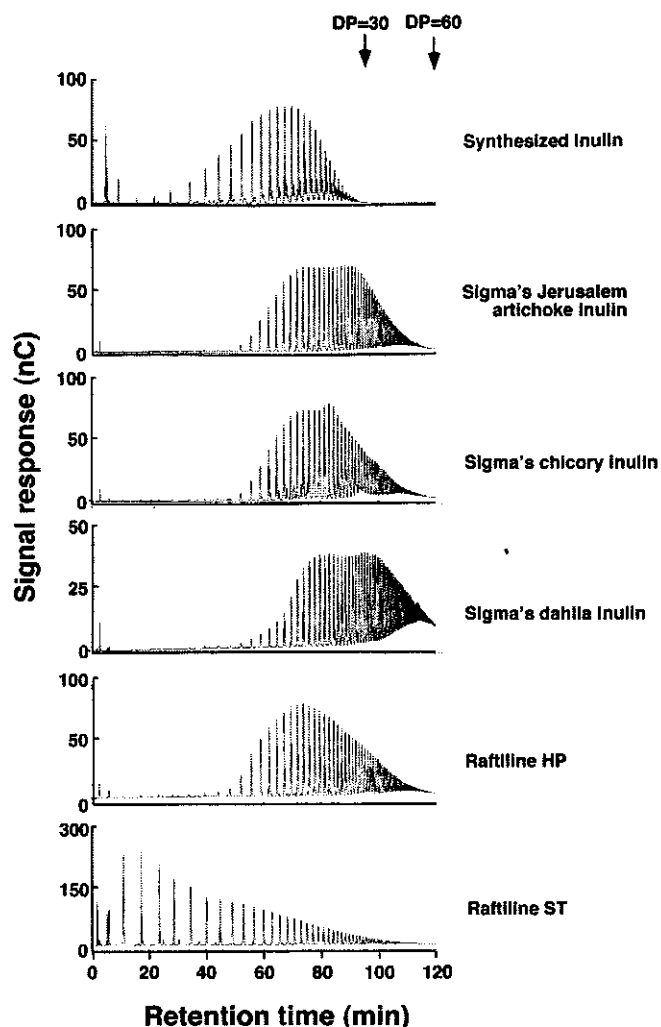 DP=30 DP=60
100
50
0
Synthesized inulin
100
50
0
Sigma's Jerusalem
artichoke inulin
100
50
0
Sigma's chicory inulin
50
25
0
Sigma's dahlia inulin
100
50
0
Raftiline HP
300
150
0
Raftiline ST
0 20 40 60 80 100 120
Signal response (nC)
Retention time (min)